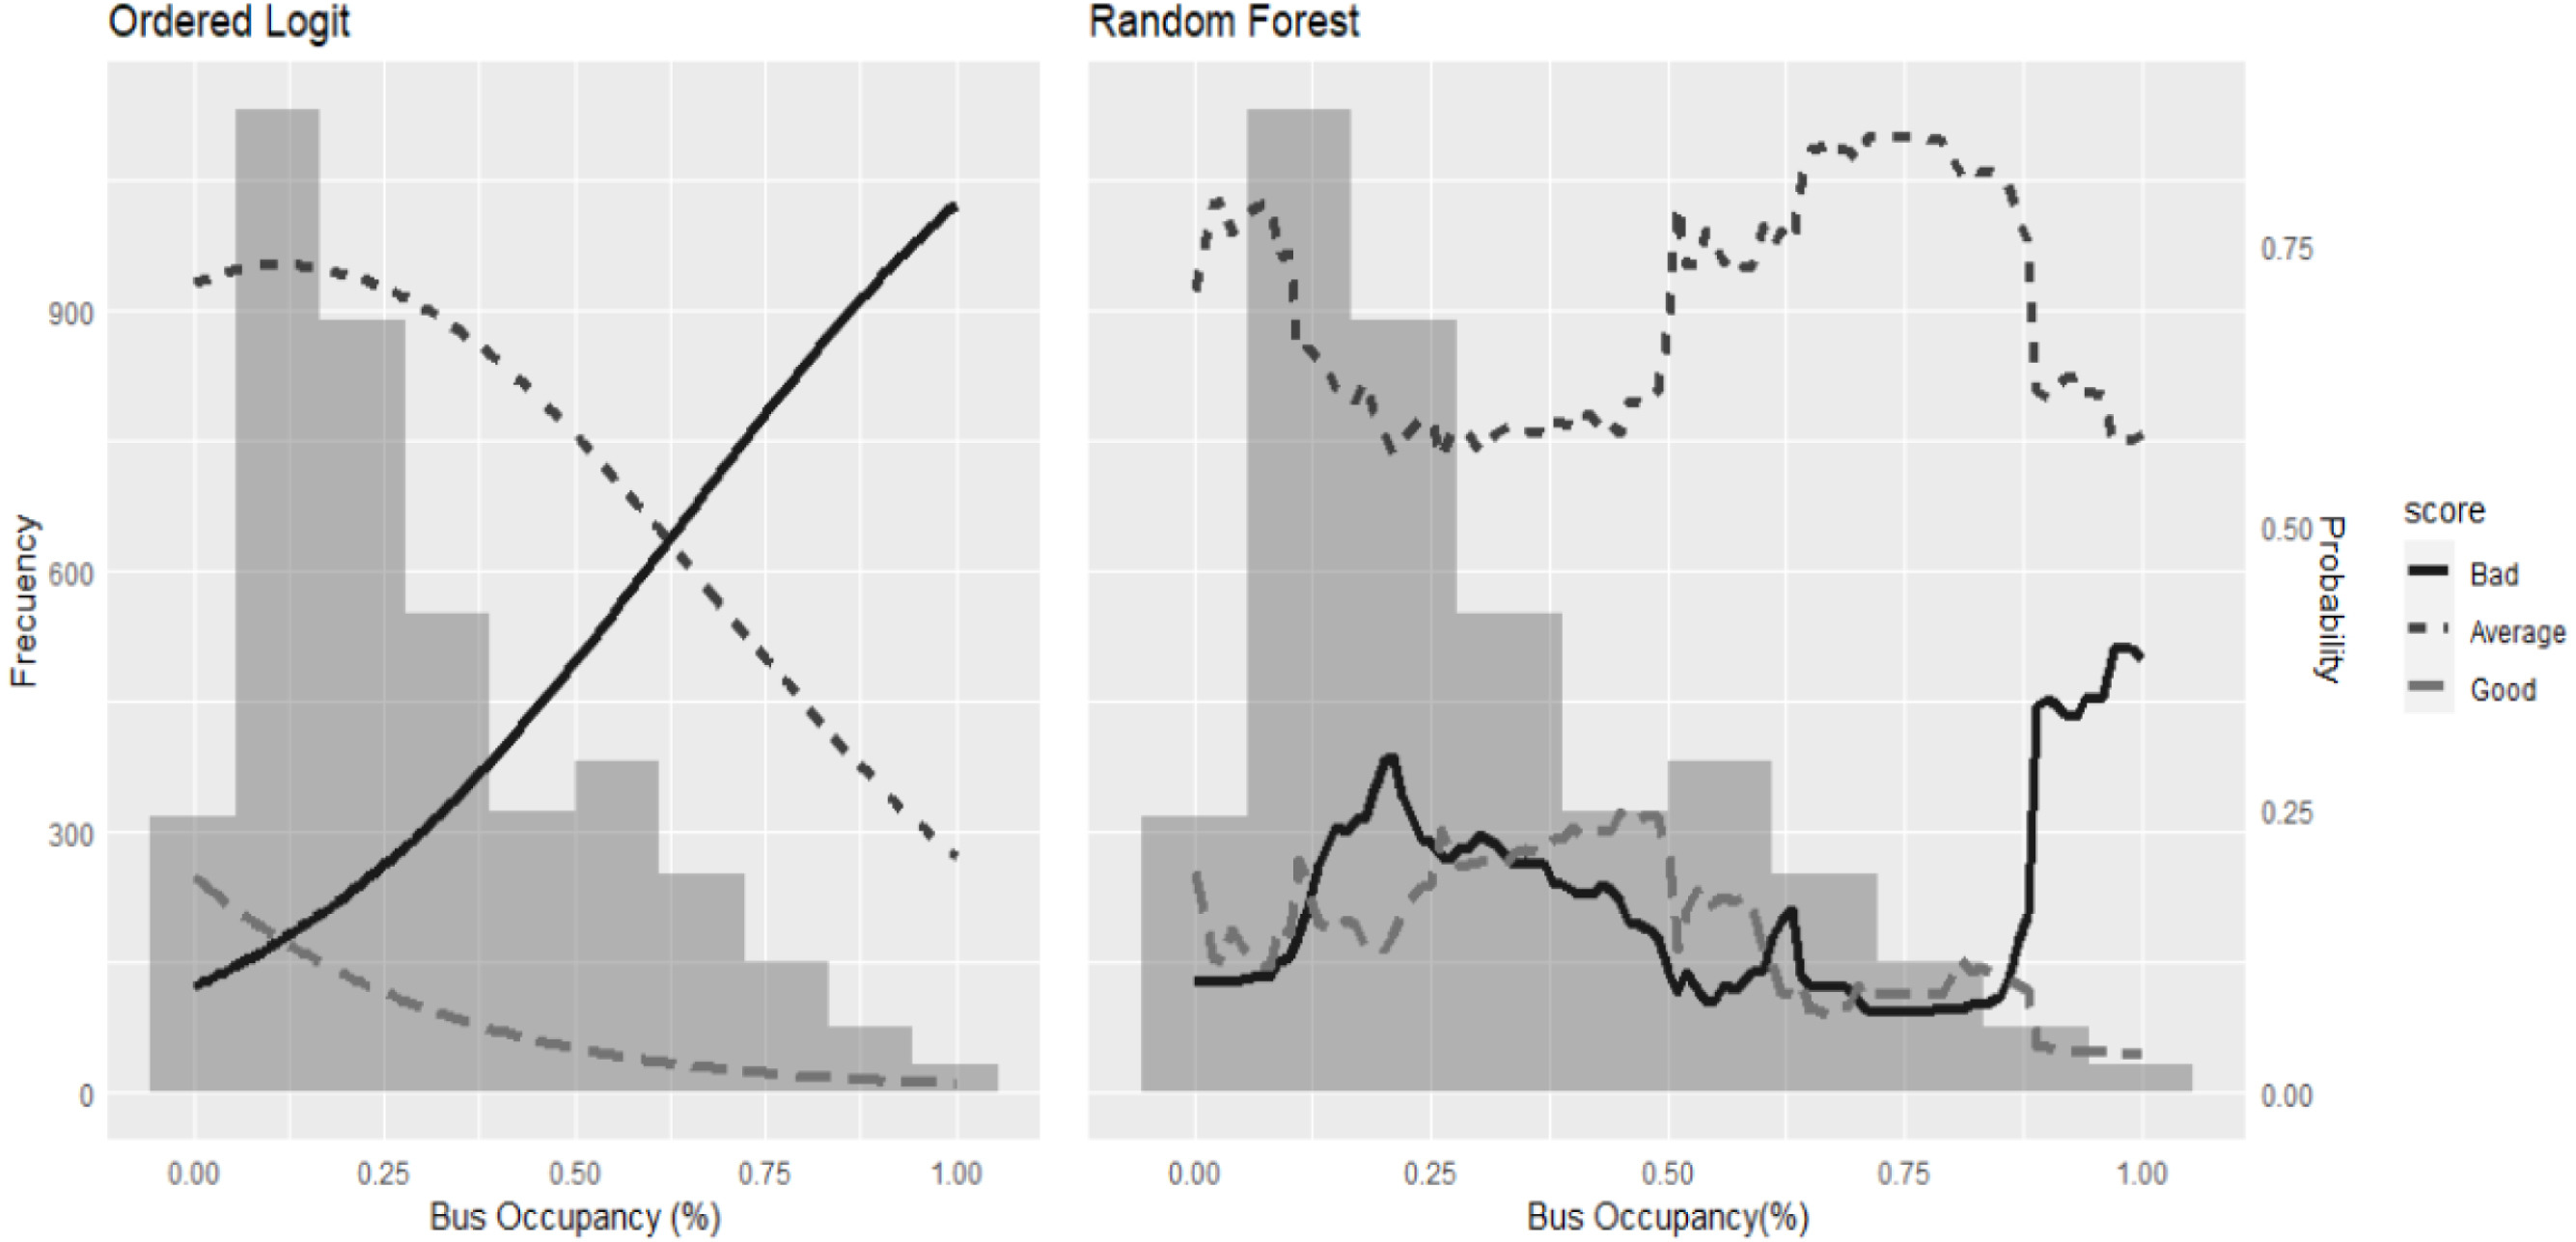 Ordered Logit
Random Forest
Frecuency
900
600
300
0
0.00 0.25 0.50 0.75 1.00
Bus Occupancy (%)
0.00 0.25 0.50 0.75 1.00
Bus Occupancy(%)
0.75
0.50
0.25
0.00
Probability
score
Bad
Average
Good